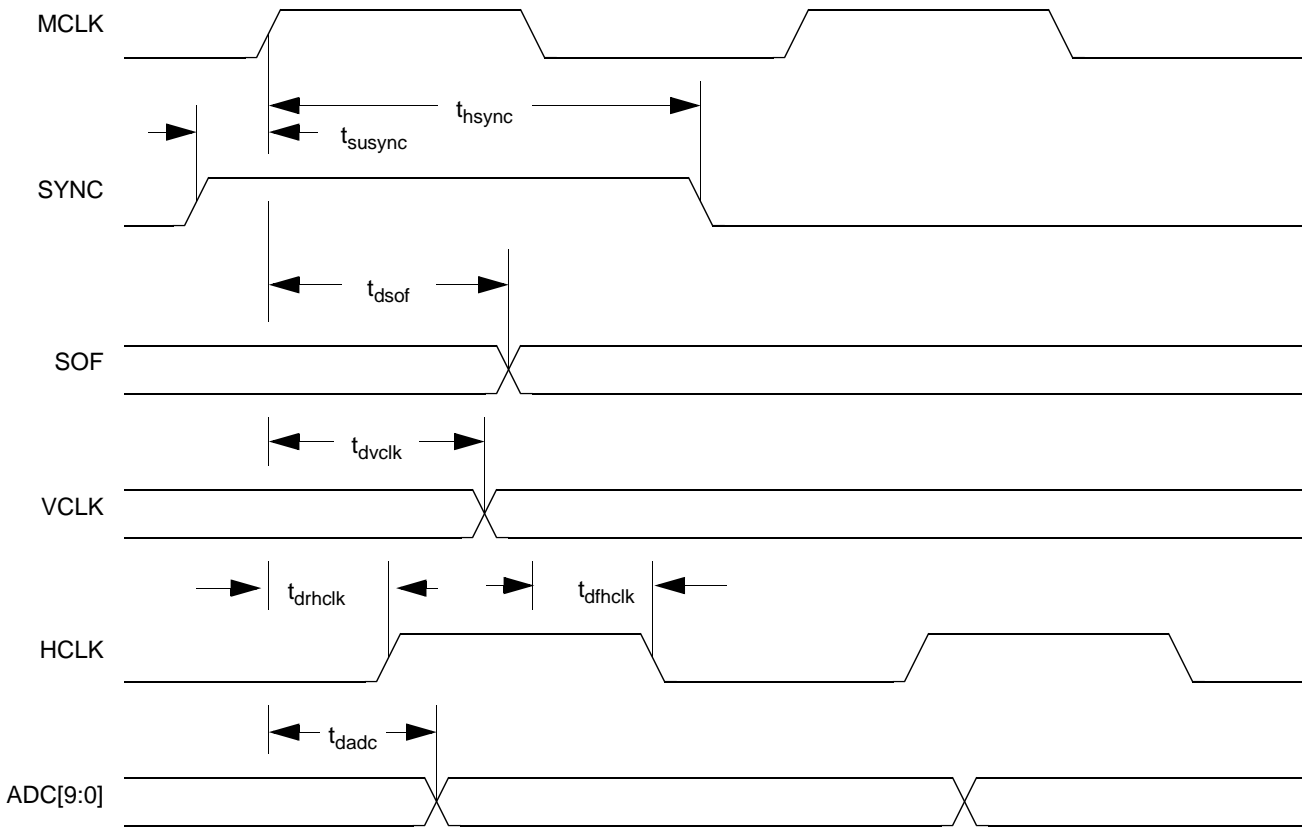 MCLK
t_hsync
t_susync
SYNC
t_dsof
SOF
t_dvclk
VCLK
t_drhclk t_dfhclk
HCLK
t_dadc
ADC[9:0]